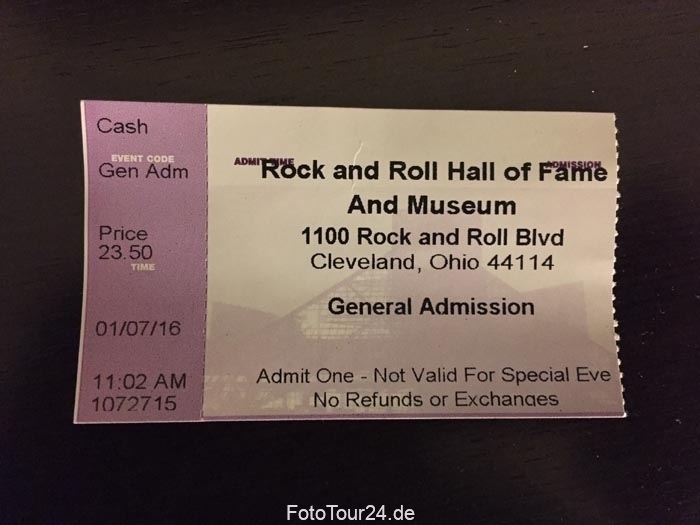 Cash
EVENT CODE
Gen Adm
Price
23.50
TIME
01/07/16
11:02 AM
1072715
ADMIT TIME
ADMISSION
Rock and Roll Hall of Fame
And Museum
1100 Rock and Roll Blvd
Cleveland, Ohio 44114
General Admission
Admit One - Not Valid For Special Eve
No Refunds or Exchanges
FotoTour24.de